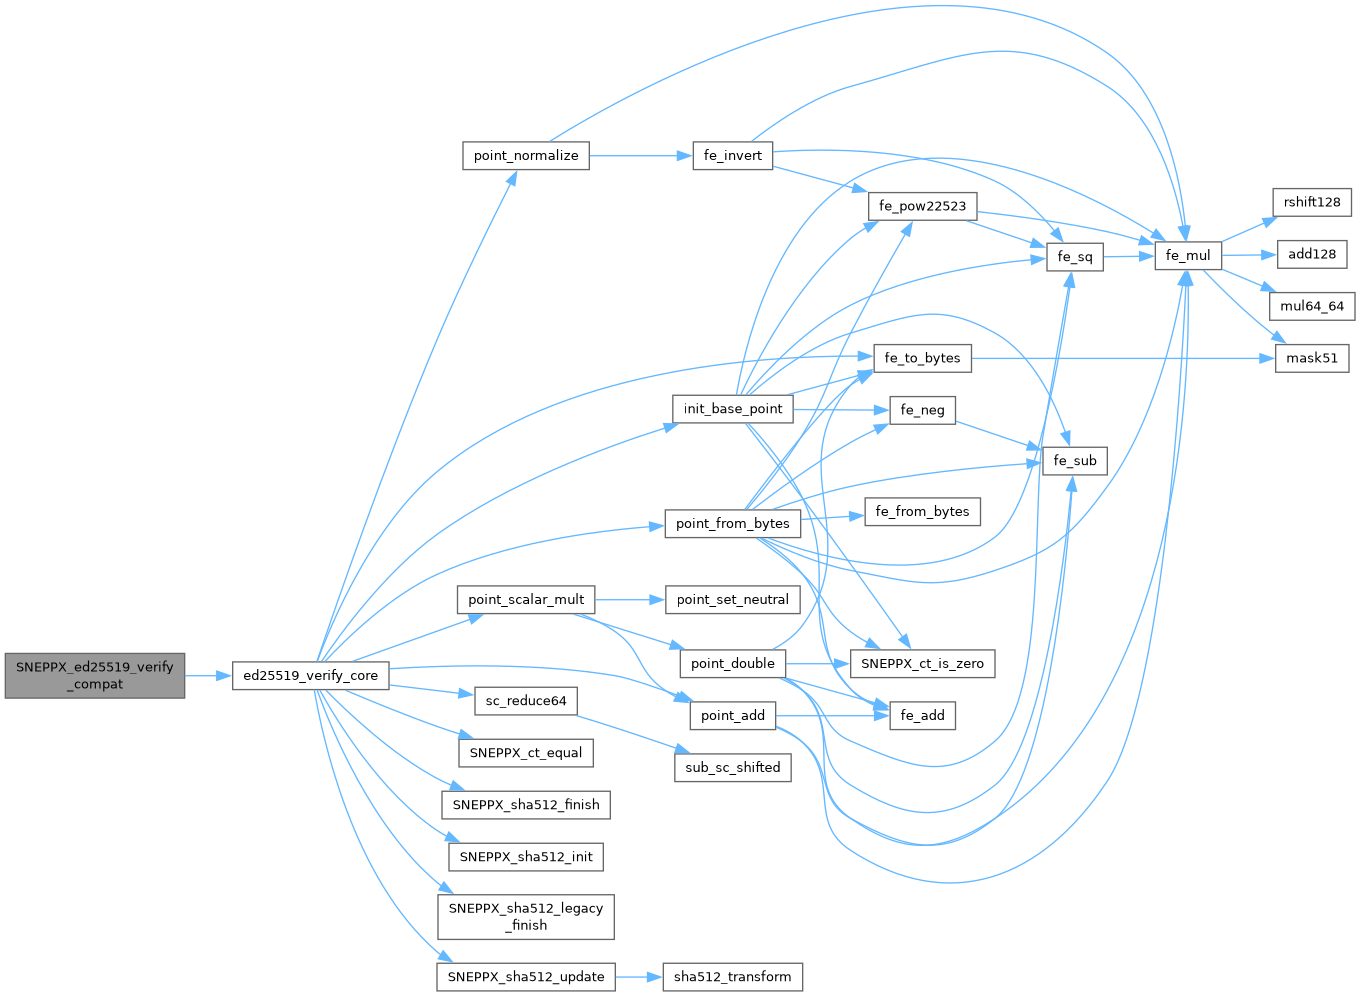 point_normalize
fe_invert
fe_pow22523
rshift128
fe_sq
fe_mul
add128
mul64_64
fe_to_bytes
mask51
init_base_point
fe_neg
fe_sub
fe_from_bytes
point_from_bytes
point_scalar_mult
point_set_neutral
SNEPPX_ed25519_verify
_compat
ed25519_verify_core
point_double
SNEPPX_ct_is_zero
sc_reduce64
point_add
fe_add
SNEPPX_ct_equal
sub_sc_shifted
SNEPPX_sha512_finish
SNEPPX_sha512_init
SNEPPX_sha512_legacy
_finish
SNEPPX_sha512_update
sha512_transform